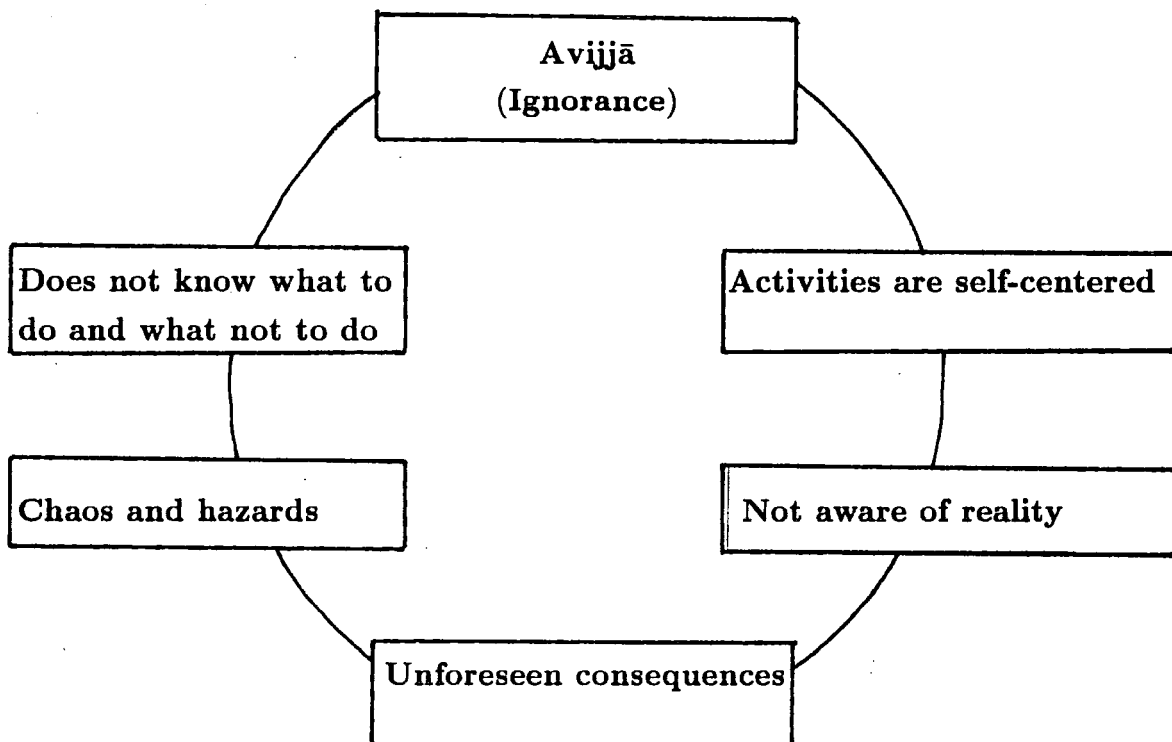 Avijjā
(Ignorance)
Does not know what to
do and what not to do
Activities are self-centered
Chaos and hazards
Not aware of reality
Unforeseen consequences